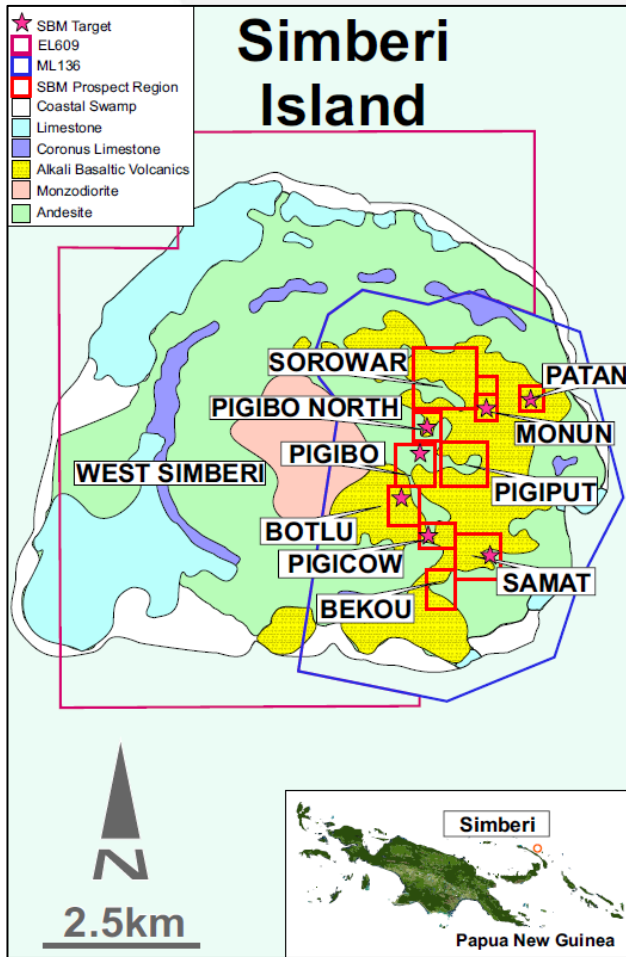 Simberi
Island
SBM Target
EL609
ML136
SBM Prospect Region
Coastal Swamp
Limestone
Coronus Limestone
Alkali Basaltic Volcanics
Monzodiorite
Andesite
SOROWAR
PATAN
PIGIBO NORTH
MONUN
PIGIBO
WEST SIMBERI
PIGIPUT
BOTLU
PIGICOW
SAMAT
BEKOU
N
2.5km
Simberi
Papua New Guinea